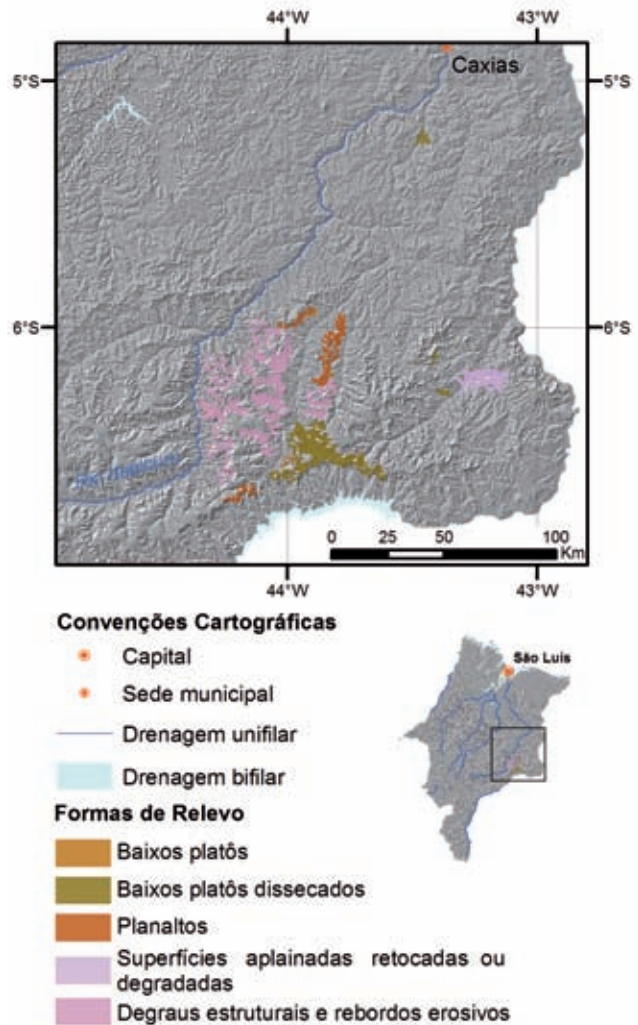 44°W 43°W
Caxias
5°S 5°S
6°S 6°S
0 25 50 100
Km
44°W 43°W
Convenções Cartográficas
Capital
Sede municipal
Drenagem unifilar
Drenagem bifilar
São Luís
Formas de Relevo
Baixos platôs
Baixos platôs dissecados
Planaltos
Superfícies aplainadas retocadas ou
degradadas
Degraus estruturais e rebordos erosivos